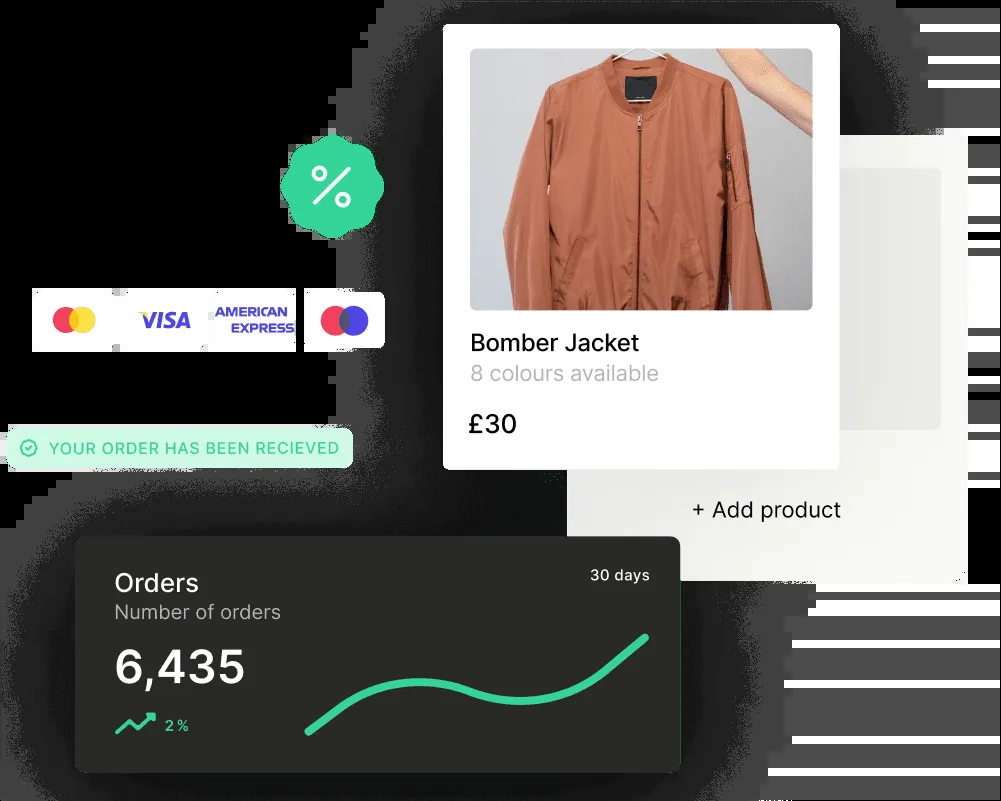 %
VISA
AMERICAN
EXPRESS
Bomber Jacket
8 colours available
£30
YOUR ORDER HAS BEEN RECIEVED
+ Add product
Orders
30 days
Number of orders
6,435
2%